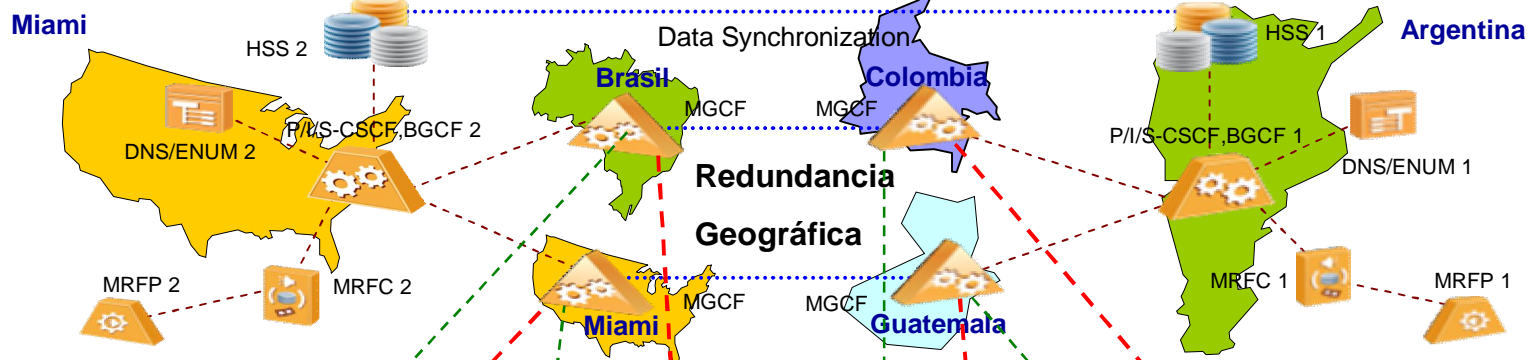 Miami
HSS 2
Data Synchronization
HSS 1
Argentina
Brasil
Colombia
MGCF
MGCF
P/I/S-CSCF,BGCF 2
P/I/S-CSCF,BGCF 1
DNS/ENUM 2
DNS/ENUM 1
Redundancia
Geográfica
MRFP 2
MRFC 2
MGCF
MGCF
MRFC 1
MRFP 1
Miami
Guatemala